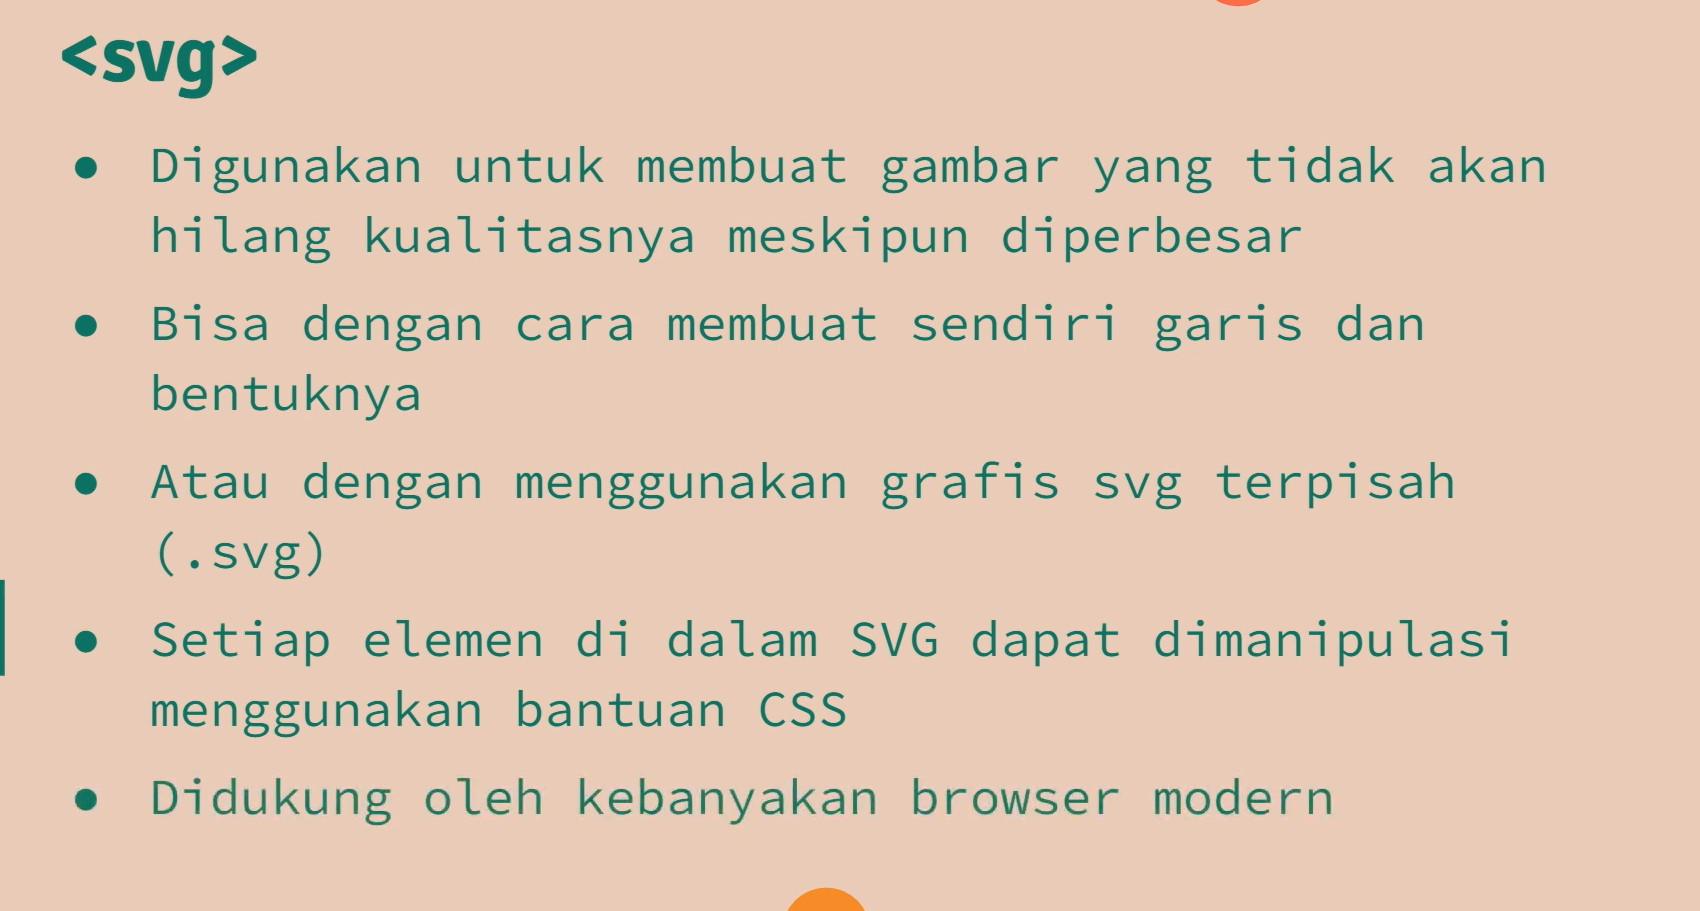 <svg>
● Digunakan untuk membuat gambar yang tidak akan
hilang kualitasnya meskipun diperbesar
● Bisa dengan cara membuat sendiri garis dan
bentuknya
● Atau dengan menggunakan grafis svg terpisah
(.svg)
● Setiap elemen di dalam SVG dapat dimanipulasi
menggunakan bantuan CSS
● Didukung oleh kebanyakan browser modern